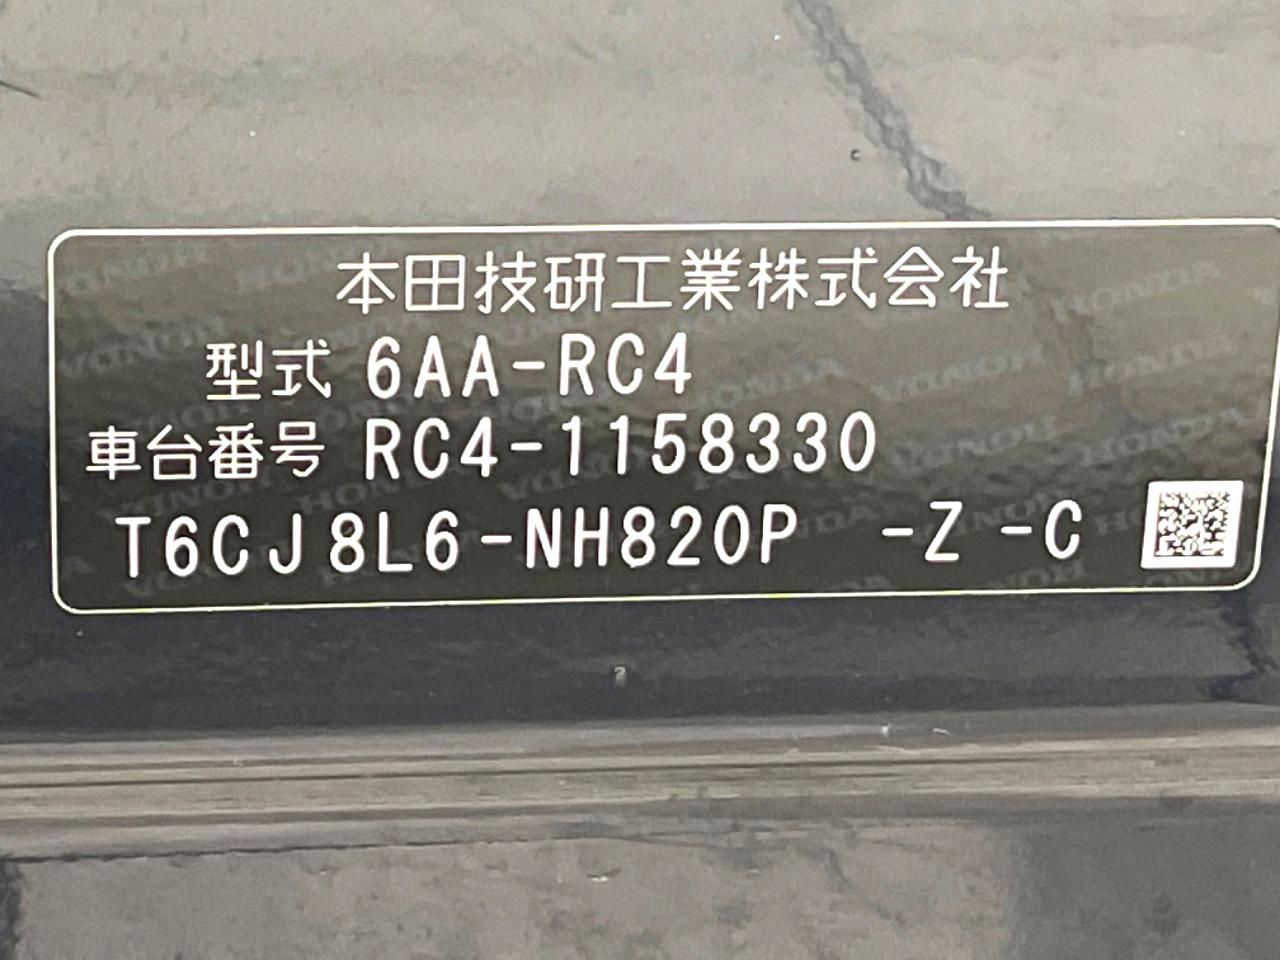 本田技研工業株式会社
型式 6AA-RC4
車台番号 RC4-1158330
T6CJ8L6-NH820P -Z -C